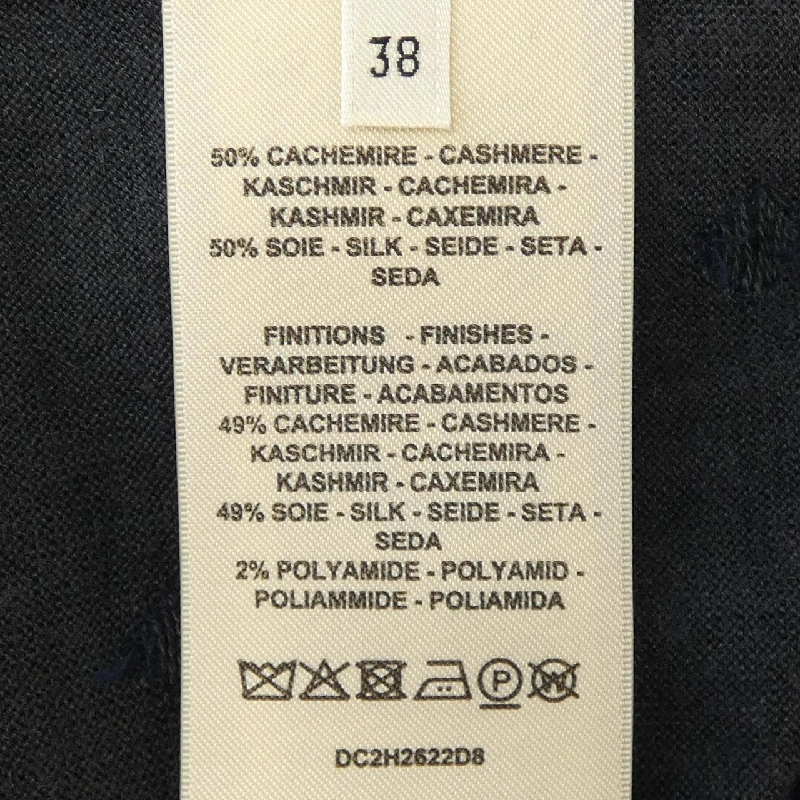 38
50% CACHEMIRE - CASHMERE -
KASCHMIR - CACHEMIRA -
KASHMIR - CAXEMIRA
50% SOIE - SILK - SEIDE - SETA -
SEDA
FINITIONS - FINISHES -
VERARBEITUNG - ACABADOS -
FINITURE - ACABAMENTOS
49% CACHEMIRE - CASHMERE -
KASCHMIR - CACHEMIRA -
KASHMIR - CAXEMIRA
49% SOIE - SILK - SEIDE - SETA -
SEDA
2% POLYAMIDE - POLYAMID -
POLIAMMIDE - POLIAMIDA
P W
DC2H2622D8